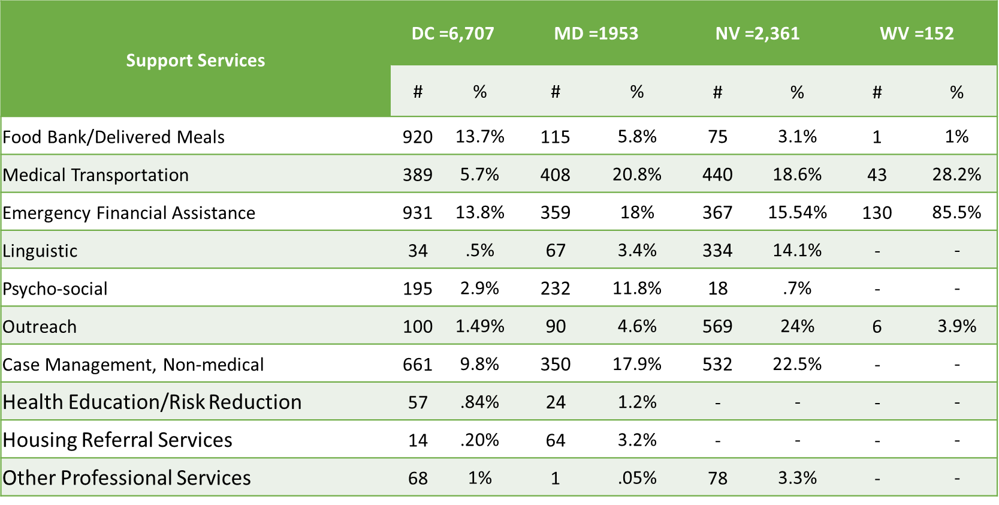 Support Services DC =6,707 MD =1953 NV =2,361 WV =152
# % # % # % # %
Food Bank/Delivered Meals 920 13.7% 115 5.8% 75 3.1% 1 1%
Medical Transportation 389 5.7% 408 20.8% 440 18.6% 43 28.2%
Emergency Financial Assistance 931 13.8% 359 18% 367 15.54% 130 85.5%
Linguistic 34 .5% 67 3.4% 334 14.1% - -
Psycho-social 195 2.9% 232 11.8% 18 .7% - -
Outreach 100 1.49% 90 4.6% 569 24% 6 3.9%
Case Management, Non-medical 661 9.8% 350 17.9% 532 22.5% - -
Health Education/Risk Reduction 57 .84% 24 1.2% - - - -
Housing Referral Services 14 .20% 64 3.2% - - - -
Other Professional Services 68 1% 1 .05% 78 3.3% - -